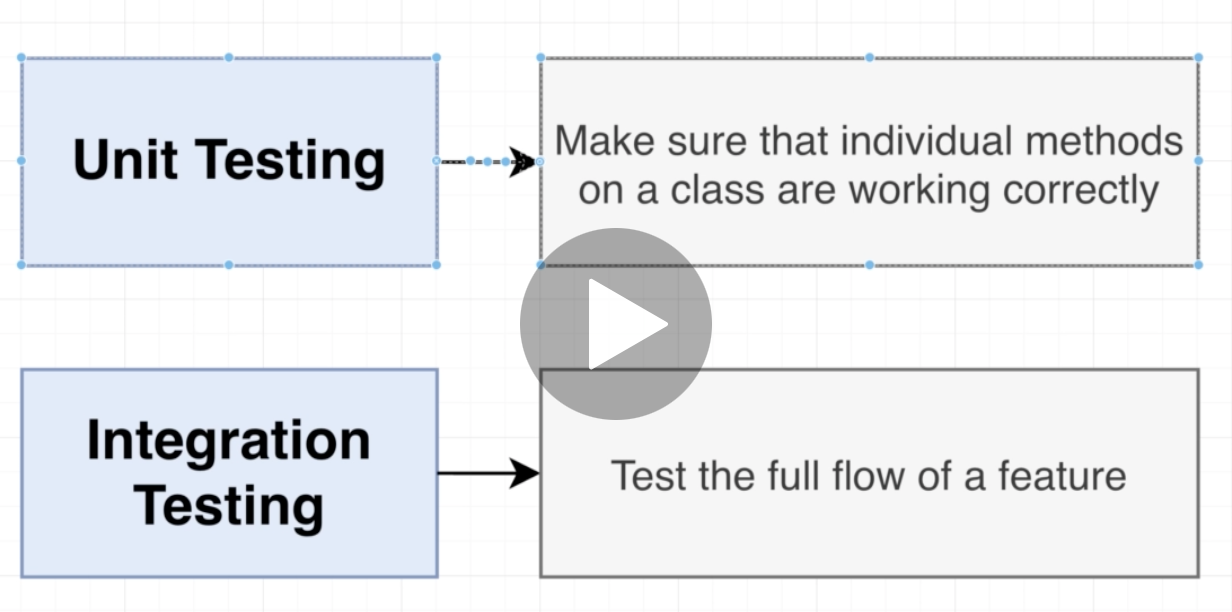 Unit Testing
Make sure that individual methods
on a class are working correctly
Integration
Testing
Test the full flow of a feature